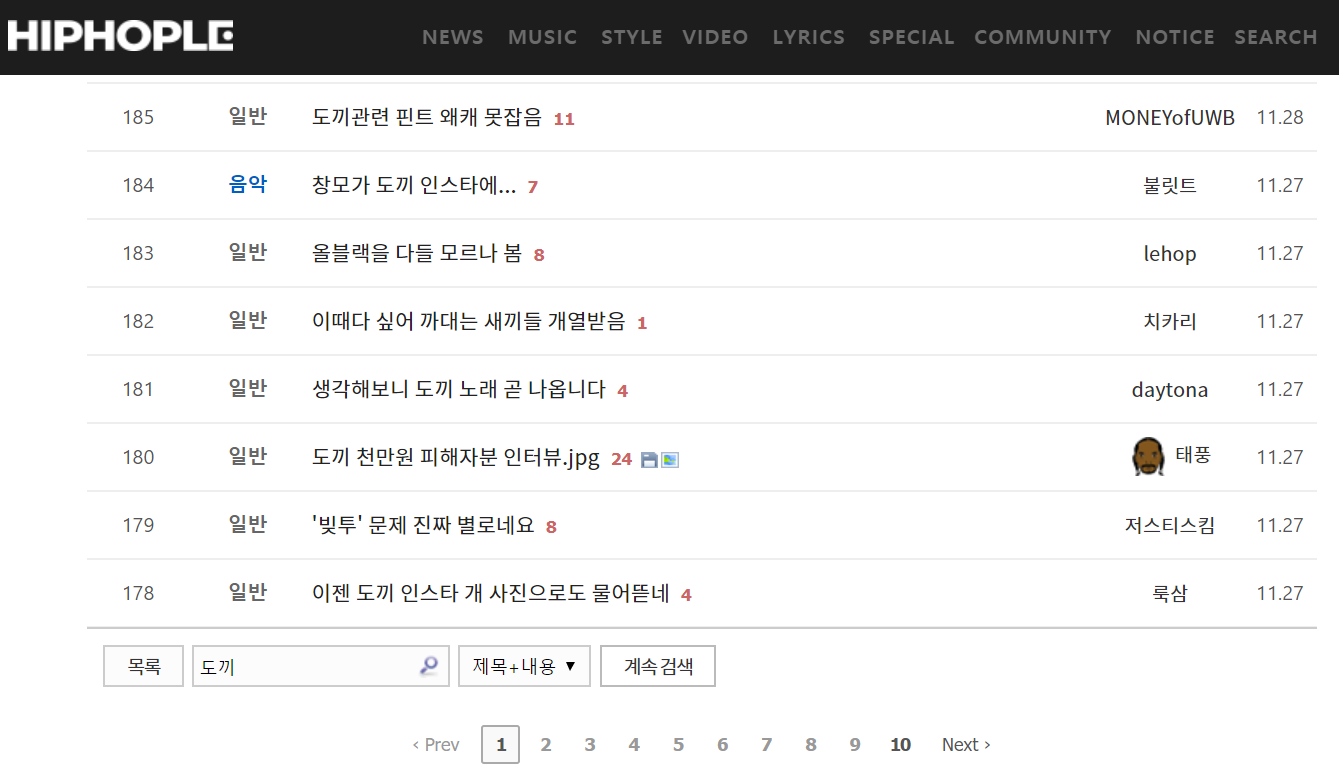 HIPHOPLE NEWS MUSIC STYLE VIDEO LYRICS SPECIAL COMMUNITY NOTICE SEARCH
185 일반 도끼관련 핀트 왜캐 못잡음 11 MONEYofUWB 11.28
184 음악 창모가 도끼 인스타에... 7 불릿트 11.27
183 일반 올블랙을 다들 모르나 봄 8 lehop 11.27
182 일반 이때다 싶어 까대는 새끼들 개열받음 1 치카리 11.27
181 일반 생각해보니 도끼 노래 곧 나옵니다 4 daytona 11.27
180 일반 도끼 천만원 피해자분 인터뷰.jpg 24 태풍 11.27
179 일반 '빚투' 문제 진짜 별로네요 8 저스티스킴 11.27
178 일반 이젠 도끼 인스타 개 사진으로도 물어뜯네 4 룩삼 11.27
목록 도끼 제목+내용 ▼ 계속 검색
‹ Prev 1 2 3 4 5 6 7 8 9 10 Next ›